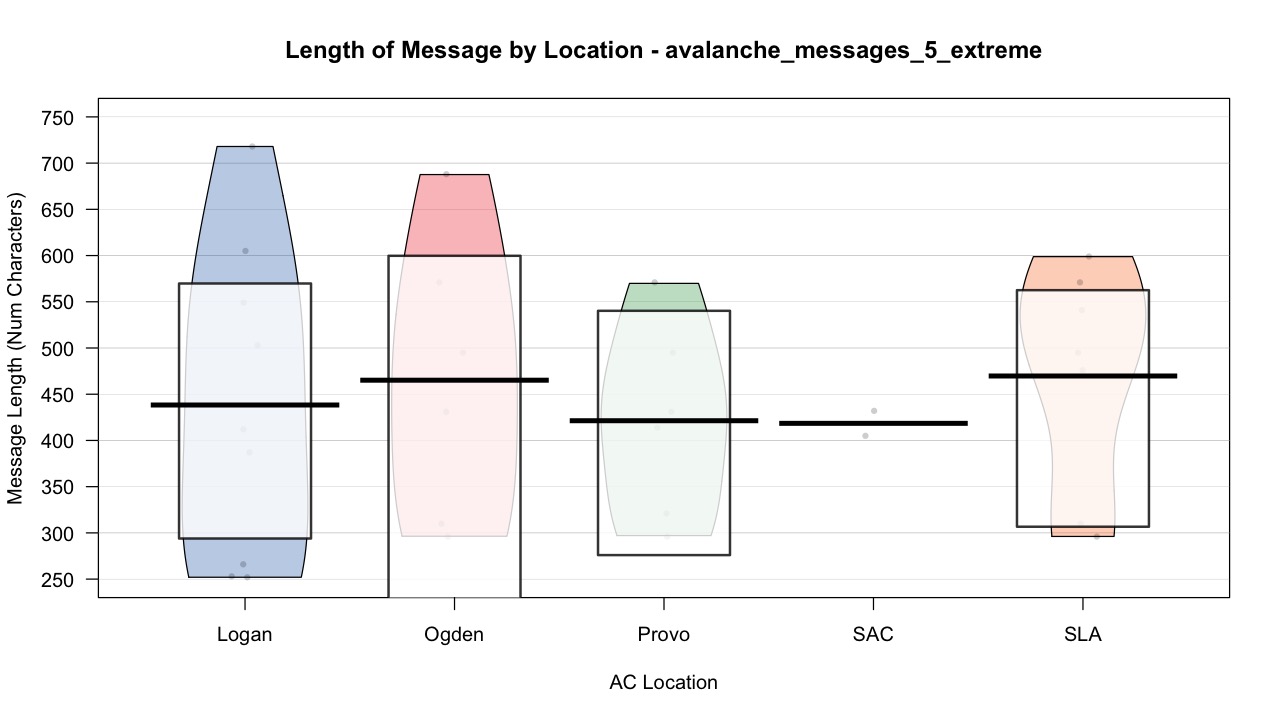 Length of Message by Location - avalanche_messages_5_extreme
Message Length (Num Characters)
750
700
650
600
550
500
450
400
350
300
250
Logan Ogden Provo SAC SLA
AC Location